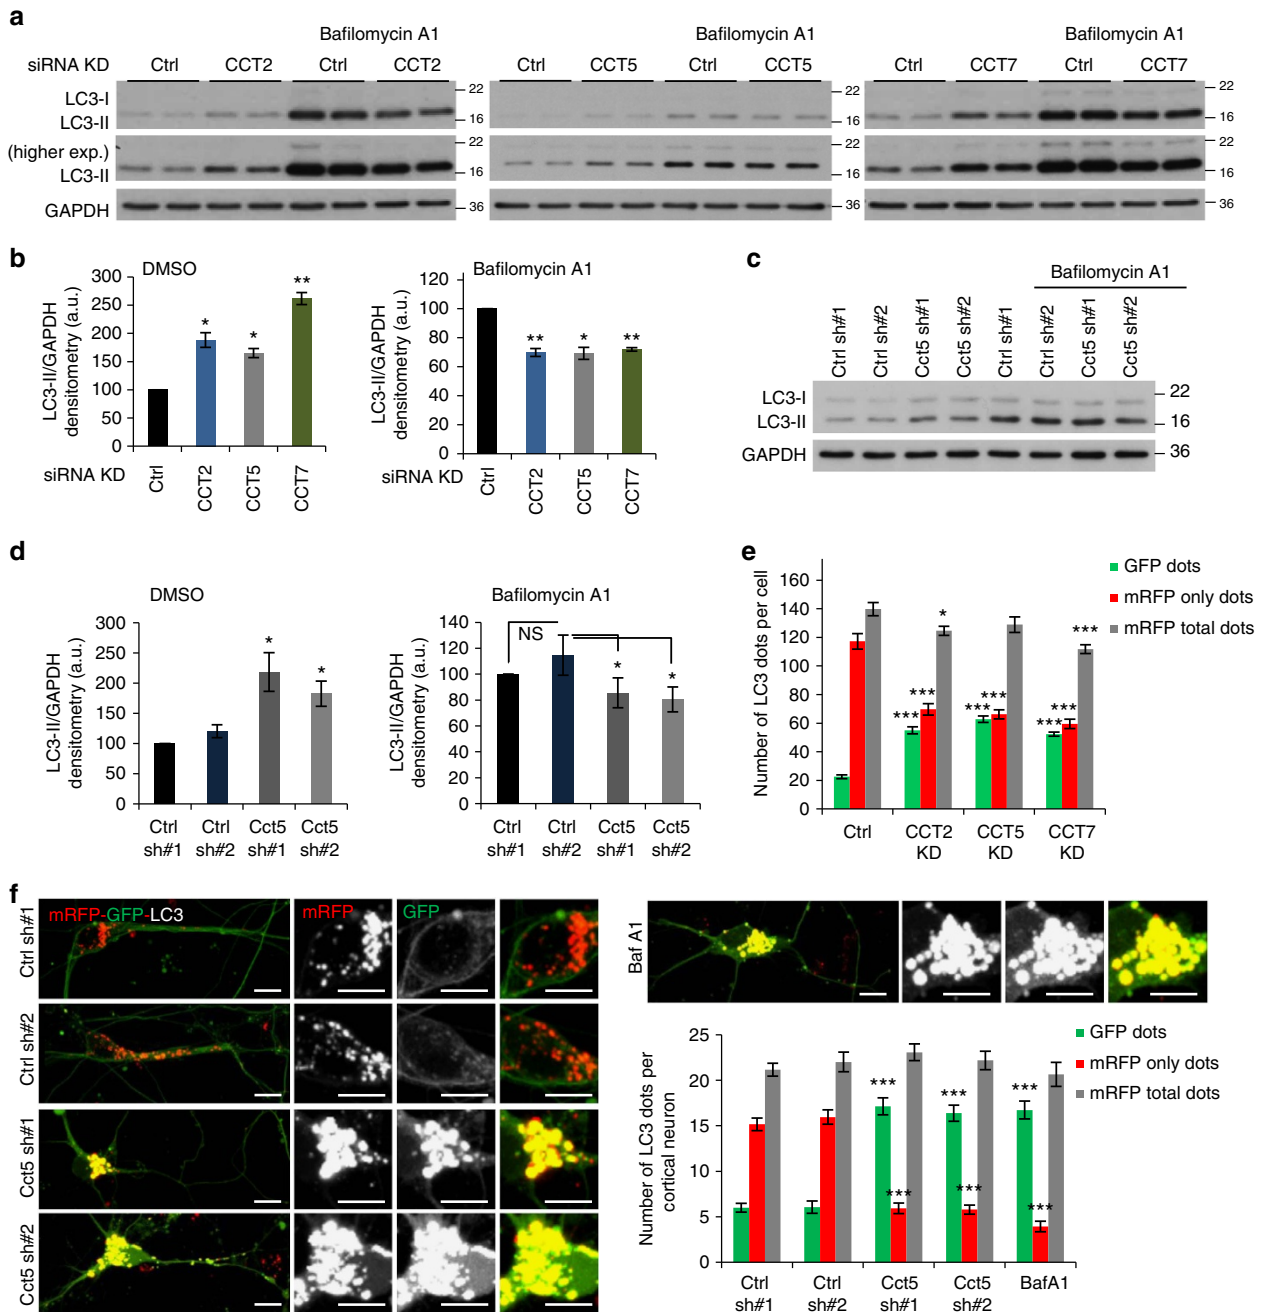 a
Bafilomycin A1
Bafilomycin A1
Bafilomycin A1
siRNA KD
Ctrl
CCT2
Ctrl
CCT2
Ctrl
CCT5
Ctrl
CCT5
Ctrl
CCT7
Ctrl
CCT7
LC3-I
LC3-II
22
16
22
16
22
16
(higher exp.)
LC3-II
22
16
22
16
22
16
GAPDH
36
36
36
b
DMSO
LC3-II/GAPDH
densitometry (a.u.)
300
250
200
150
100
50
0
*
*
**
siRNA KD
Ctrl
CCT2
CCT5
CCT7
Bafilomycin A1
LC3-II/GAPDH
densitometry (a.u.)
120
100
80
60
40
20
0
**
*
**
siRNA KD
Ctrl
CCT2
CCT5
CCT7
c
Bafilomycin A1
Ctrl sh#1
Ctrl sh#2
Cct5 sh#1
Cct5 sh#2
Ctrl sh#1
Ctrl sh#2
Cct5 sh#1
Cct5 sh#2
LC3-I
LC3-II
GAPDH
22
16
36
d
DMSO
LC3-II/GAPDH
densitometry (a.u.)
300
250
200
150
100
50
0
*
*
Ctrl
sh#1
Ctrl
sh#2
Cct5
sh#1
Cct5
sh#2
Bafilomycin A1
LC3-II/GAPDH
densitometry (a.u.)
140
120
100
80
60
40
20
0
NS
*
*
Ctrl
sh#1
Ctrl
sh#2
Cct5
sh#1
Cct5
sh#2
e
Number of LC3 dots per cell
160
140
120
100
80
60
40
20
0
***
***
*
***
***
***
***
***
Ctrl
CCT2
KD
CCT5
KD
CCT7
KD
GFP dots
mRFP only dots
mRFP total dots
f
Ctrl sh#1
mRFP-GFP-LC3
mRFP
GFP
Ctrl sh#2
Cct5 sh#1
Cct5 sh#2
Baf A1
Number of LC3 dots per
cortical neuron
25
20
15
10
5
0
***
***
***
***
***
***
Ctrl
sh#1
Ctrl
sh#2
Cct5
sh#1
Cct5
sh#2
BafA1
GFP dots
mRFP only dots
mRFP total dots